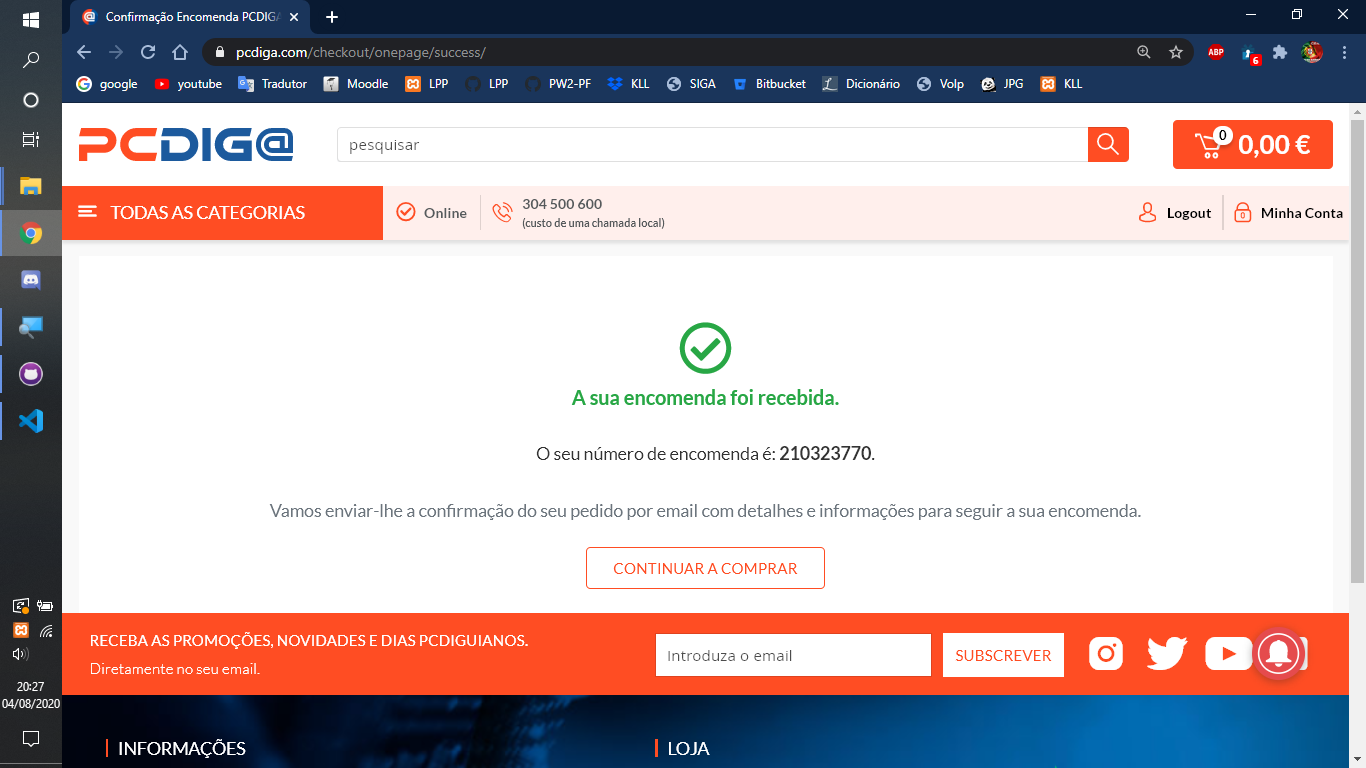 Confirmação Encomenda PCDIGA
pcdiga.com/checkout/onepage/success/
ABP
6
google
youtube
Tradutor
Moodle
LPP
LPP
PW2-PF
KLL
SIGA
Bitbucket
Dicionário
Volp
JPG
KLL
PCDIG@
pesquisar
0
0,00 €
TODAS AS CATEGORIAS
Online
304 500 600
(custo de uma chamada local)
Logout
Minha Conta
A sua encomenda foi recebida.
O seu número de encomenda é: 210323770.
Vamos enviar-lhe a confirmação do seu pedido por email com detalhes e informações para seguir a sua encomenda.
CONTINUAR A COMPRAR
RECEBA AS PROMOÇÕES, NOVIDADES E DIAS PCDIGUIANOS.
Diretamente no seu email.
Introduza o email
SUBSCREVER
INFORMAÇÕES
LOJA
20:27
04/08/2020